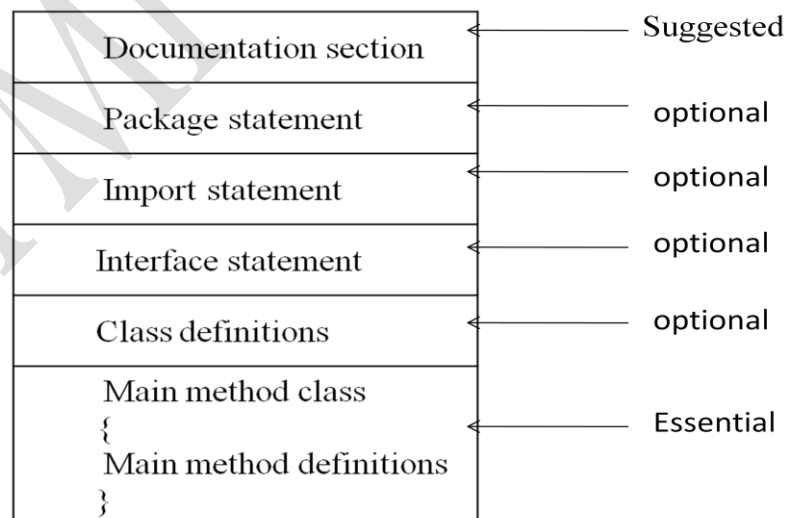 Documentation section
Suggested
Package statement
optional
Import statement
optional
Interface statement
optional
Class definitions
optional
Main method class
{
Essential
Main method definitions
}